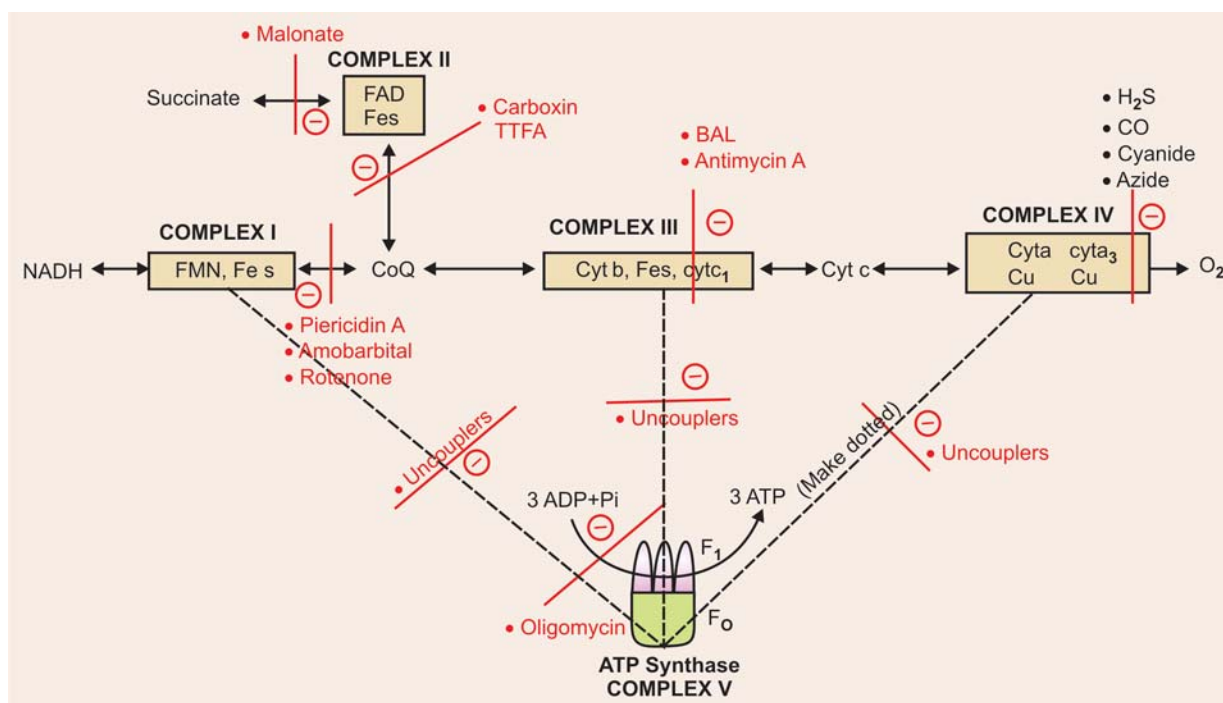 • Malonate
COMPLEX II
Succinate
FAD
Fes
• Carboxin
TTFA
• BAL
• Antimycin A
• H₂S
• CO
• Cyanide
• Azide
COMPLEX I
COMPLEX III
COMPLEX IV
NADH
FMN, Fe s
CoQ
Cyt b, Fes, cytc₁
Cyt c
Cyta cyta₃
Cu Cu
O₂
• Piericidin A
• Amobarbital
• Rotenone
• Uncouplers
• Uncouplers
(Make dotted)
• Uncouplers
3 ADP+Pi
3 ATP
F₁
• Oligomycin
F₀
ATP Synthase
COMPLEX V